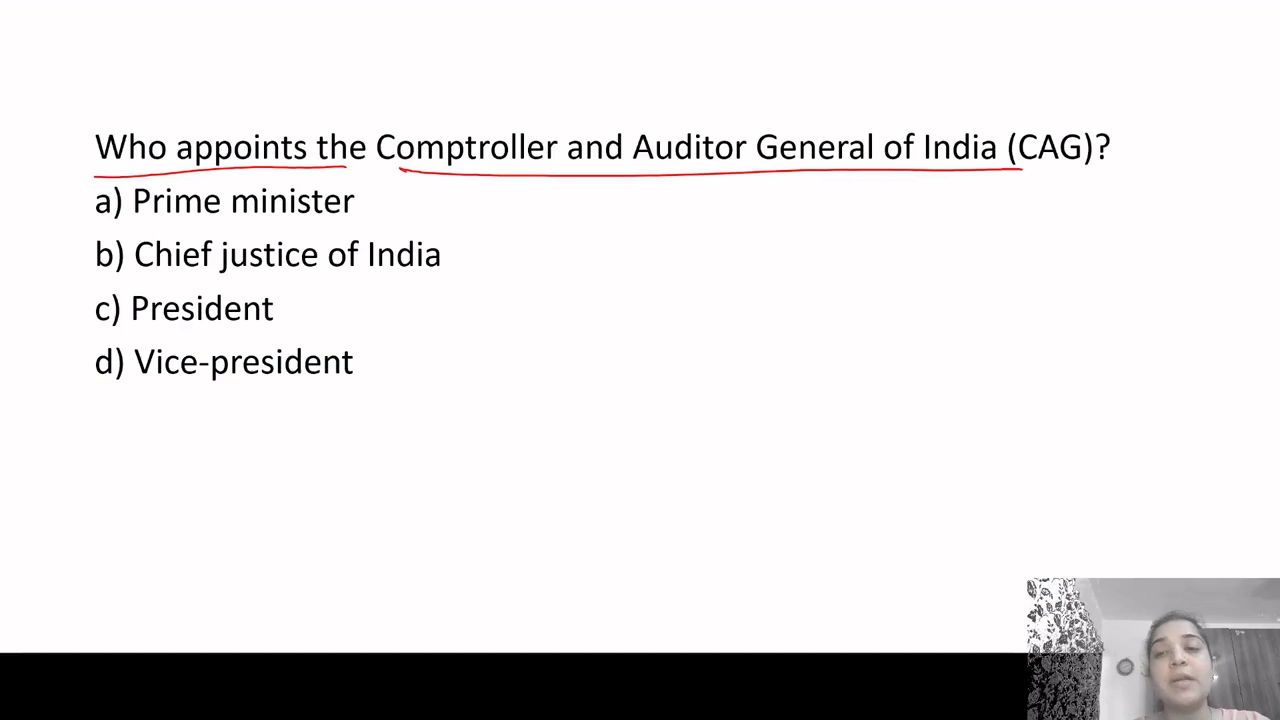 Who appoints the Comptroller and Auditor General of India (CAG)?
a) Prime minister
b) Chief justice of India
c) President
d) Vice-president